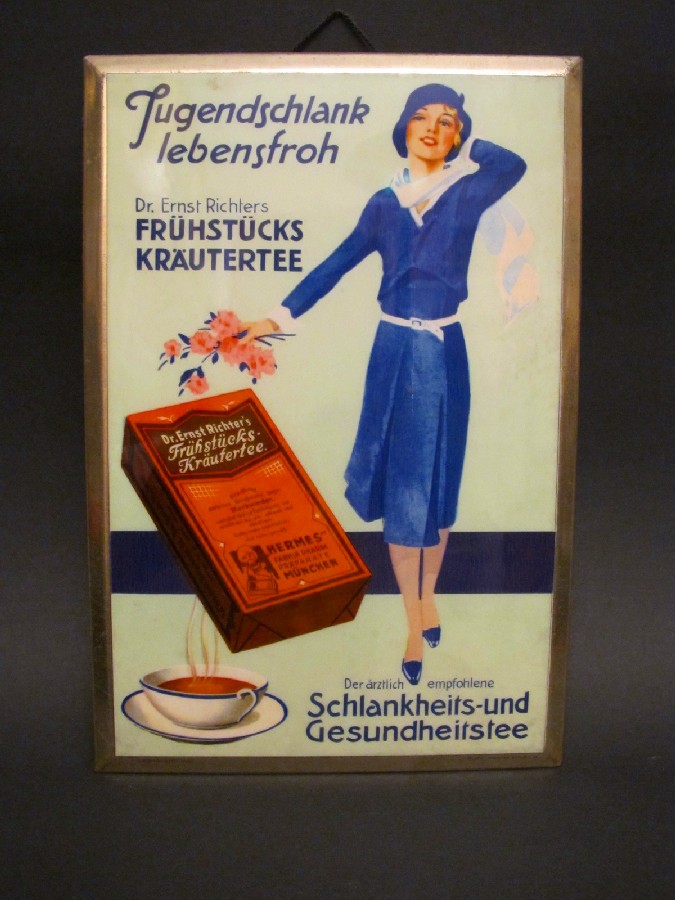 Jugendschlank
lebensfroh
Dr. Ernst Richters
FRÜHSTÜCKS
KRÄUTERTEE
Dr. Ernst Richter's
Frühstücks-
Kräutertee.
"HERMES"
MÜNCHEN
Der ärztlich empfohlene
Schlankheits-und
Gesundheitstee